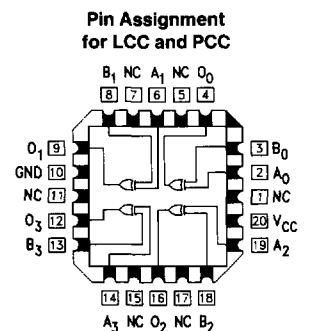 Pin Assignment
for LCC and PCC
B₁ NC A₁ NC O₀
8 7 6 5 4
O₁ 9
GND 10
NC 11
O₃ 12
B₃ 13
3 B₀
2 A₀
1 NC
20 V_CC
19 A₂
14 15 16 17 18
A₃ NC O₂ NC B₂